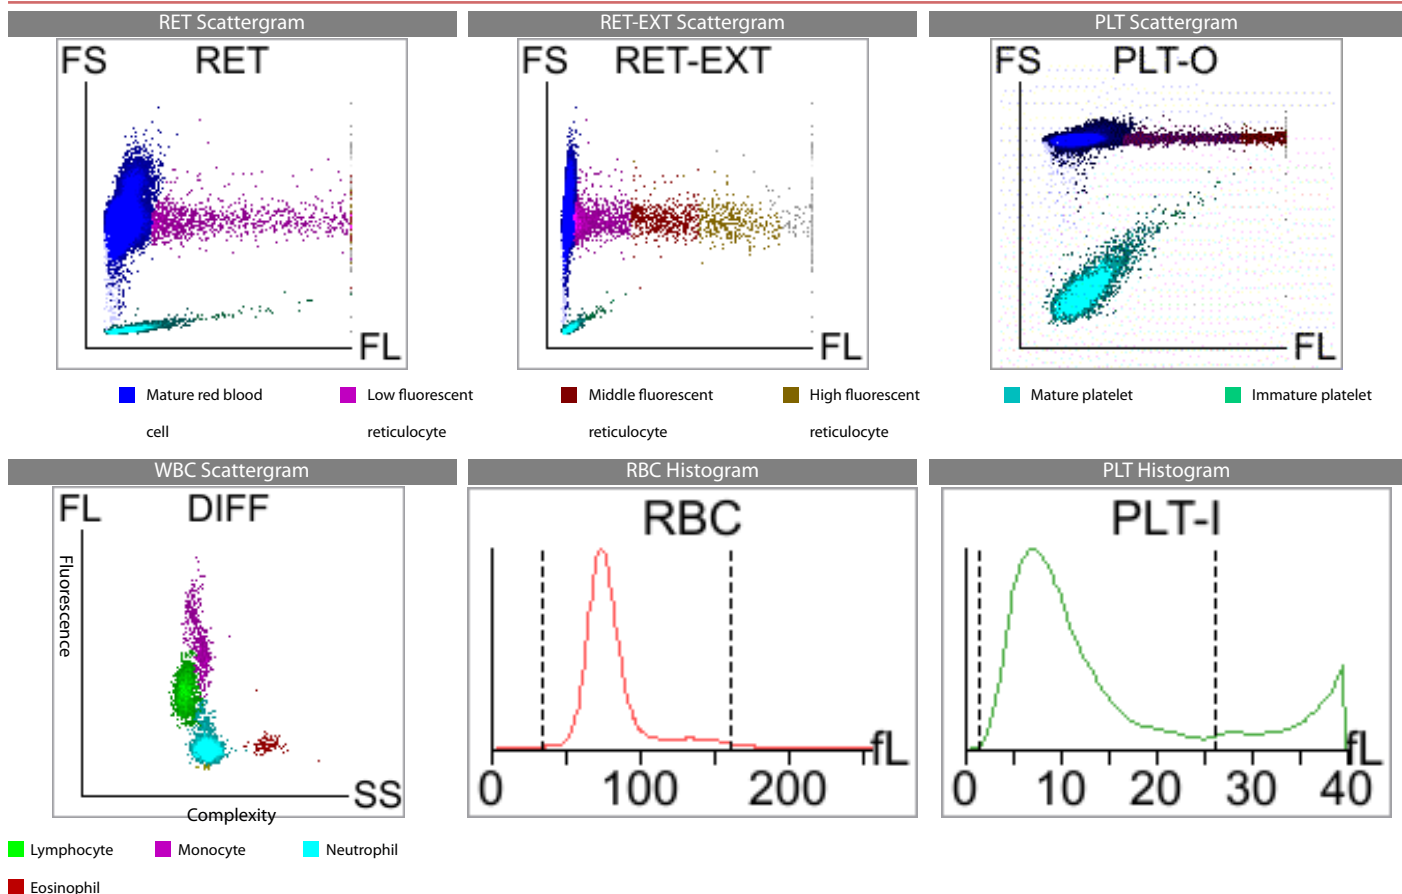 RET Scattergram
RET-EXT Scattergram
PLT Scattergram
FS RET
FL
FS RET-EXT
FL
FS PLT-O
FL
Mature red blood cell
Low fluorescent reticulocyte
Middle fluorescent reticulocyte
High fluorescent reticulocyte
Mature platelet
Immature platelet
WBC Scattergram
RBC Histogram
PLT Histogram
FL DIFF
Fluorescence
SS
Complexity
RBC
fL
0 100 200
PLT-I
fL
0 10 20 30 40
Lymphocyte
Monocyte
Neutrophil
Eosinophil